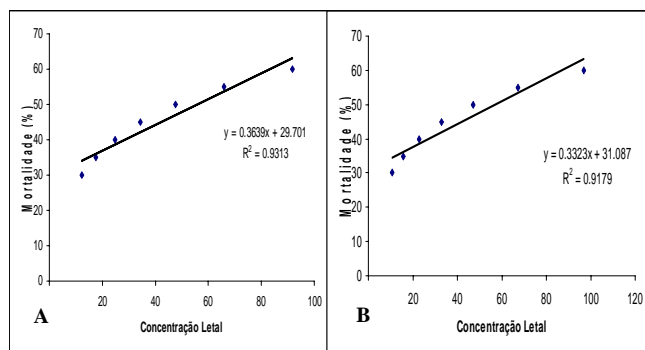 A
Mortalidade (%)
70
60
50
40
30
20
10
0
y = 0.3639x + 29.701
R² = 0.9313
20
40
60
80
100
Concentração Letal
B
Mortalidade (%)
70
60
50
40
30
20
10
0
y = 0.3323x + 31.087
R² = 0.9179
0
20
40
60
80
100
120
Concentração Letal